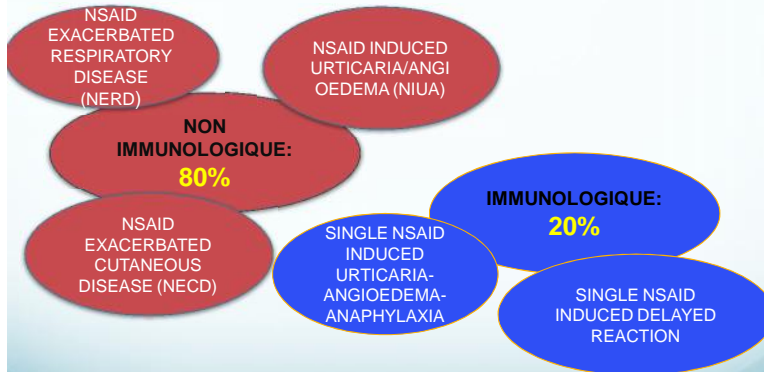 NSAID
EXACERBATED
RESPIRATORY
DISEASE
(NERD)
NSAID INDUCED
URTICARIA/ANGI
OEDEMA (NIUA)
NON
IMMUNOLOGIQUE:
80%
NSAID
EXACERBATED
CUTANEOUS
DISEASE (NECD)
IMMUNOLOGIQUE:
20%
SINGLE NSAID
INDUCED
URTICARIA-
ANGIOEDEMA-
ANAPHYLAXIA
SINGLE NSAID
INDUCED DELAYED
REACTION